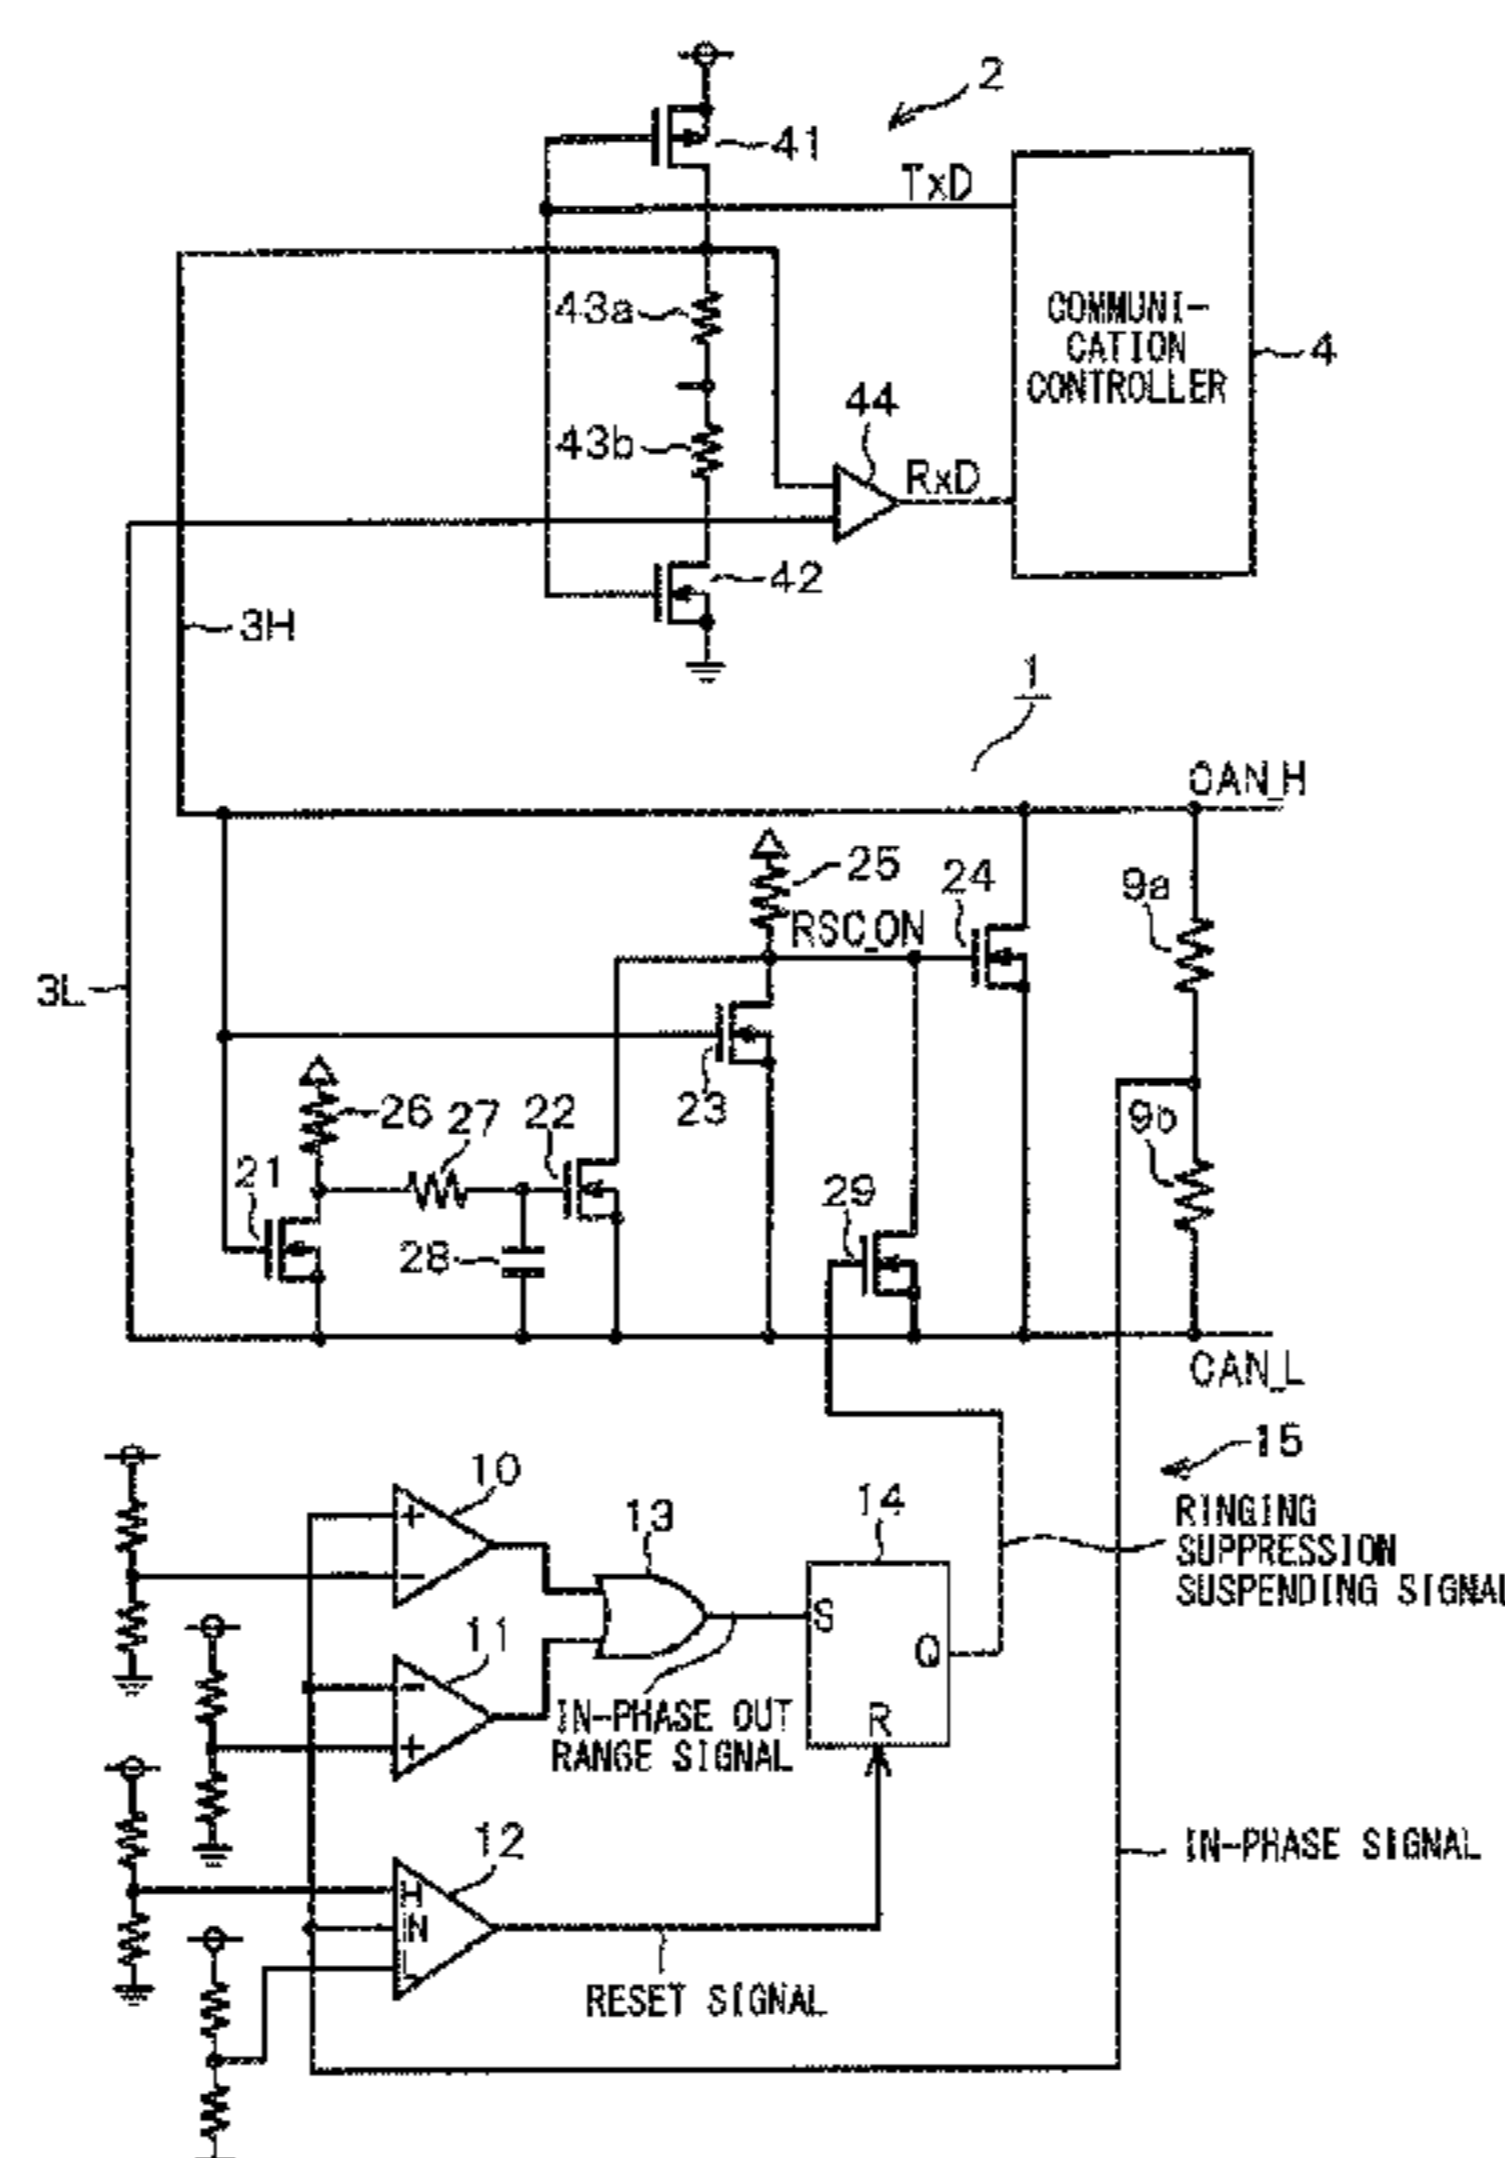 2
41
TxD
43a
COMMUNI-
CATION
CONTROLLER
4
44
43b
RxD
42
3H
1
CAN_H
25
24
9a
RSC_ON
3L
23
26
27
22
9b
21
29
28
CAN_L
15
10
14
RINGING
SUPPRESSION
SUSPENDING SIGNAL
13
+
−
S
Q
11
−
+
IN-PHASE OUT
RANGE SIGNAL
R
12
IN-PHASE SIGNAL
H
IN
L
RESET SIGNAL